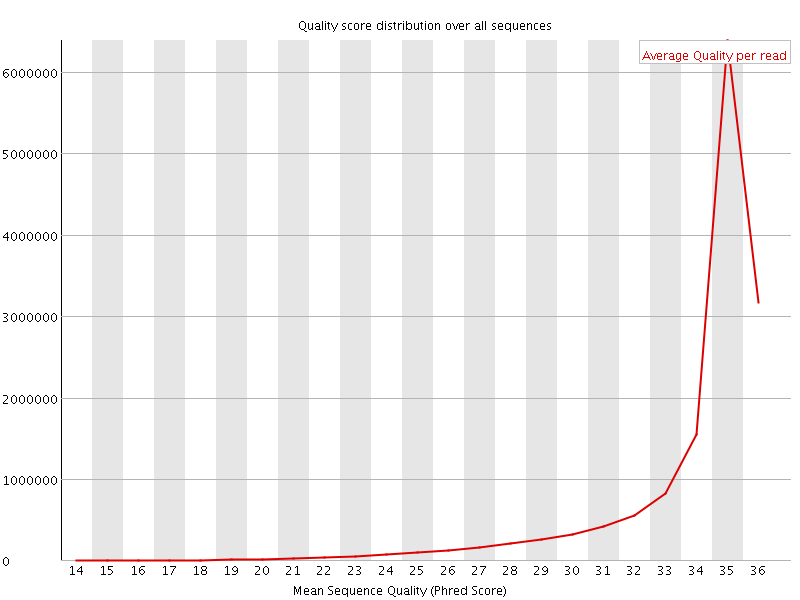 Quality score distribution over all sequences
Average Quality per read
6000000
5000000
4000000
3000000
2000000
1000000
0
14 15 16 17 18 19 20 21 22 23 24 25 26 27 28 29 30 31 32 33 34 35 36
Mean Sequence Quality (Phred Score)